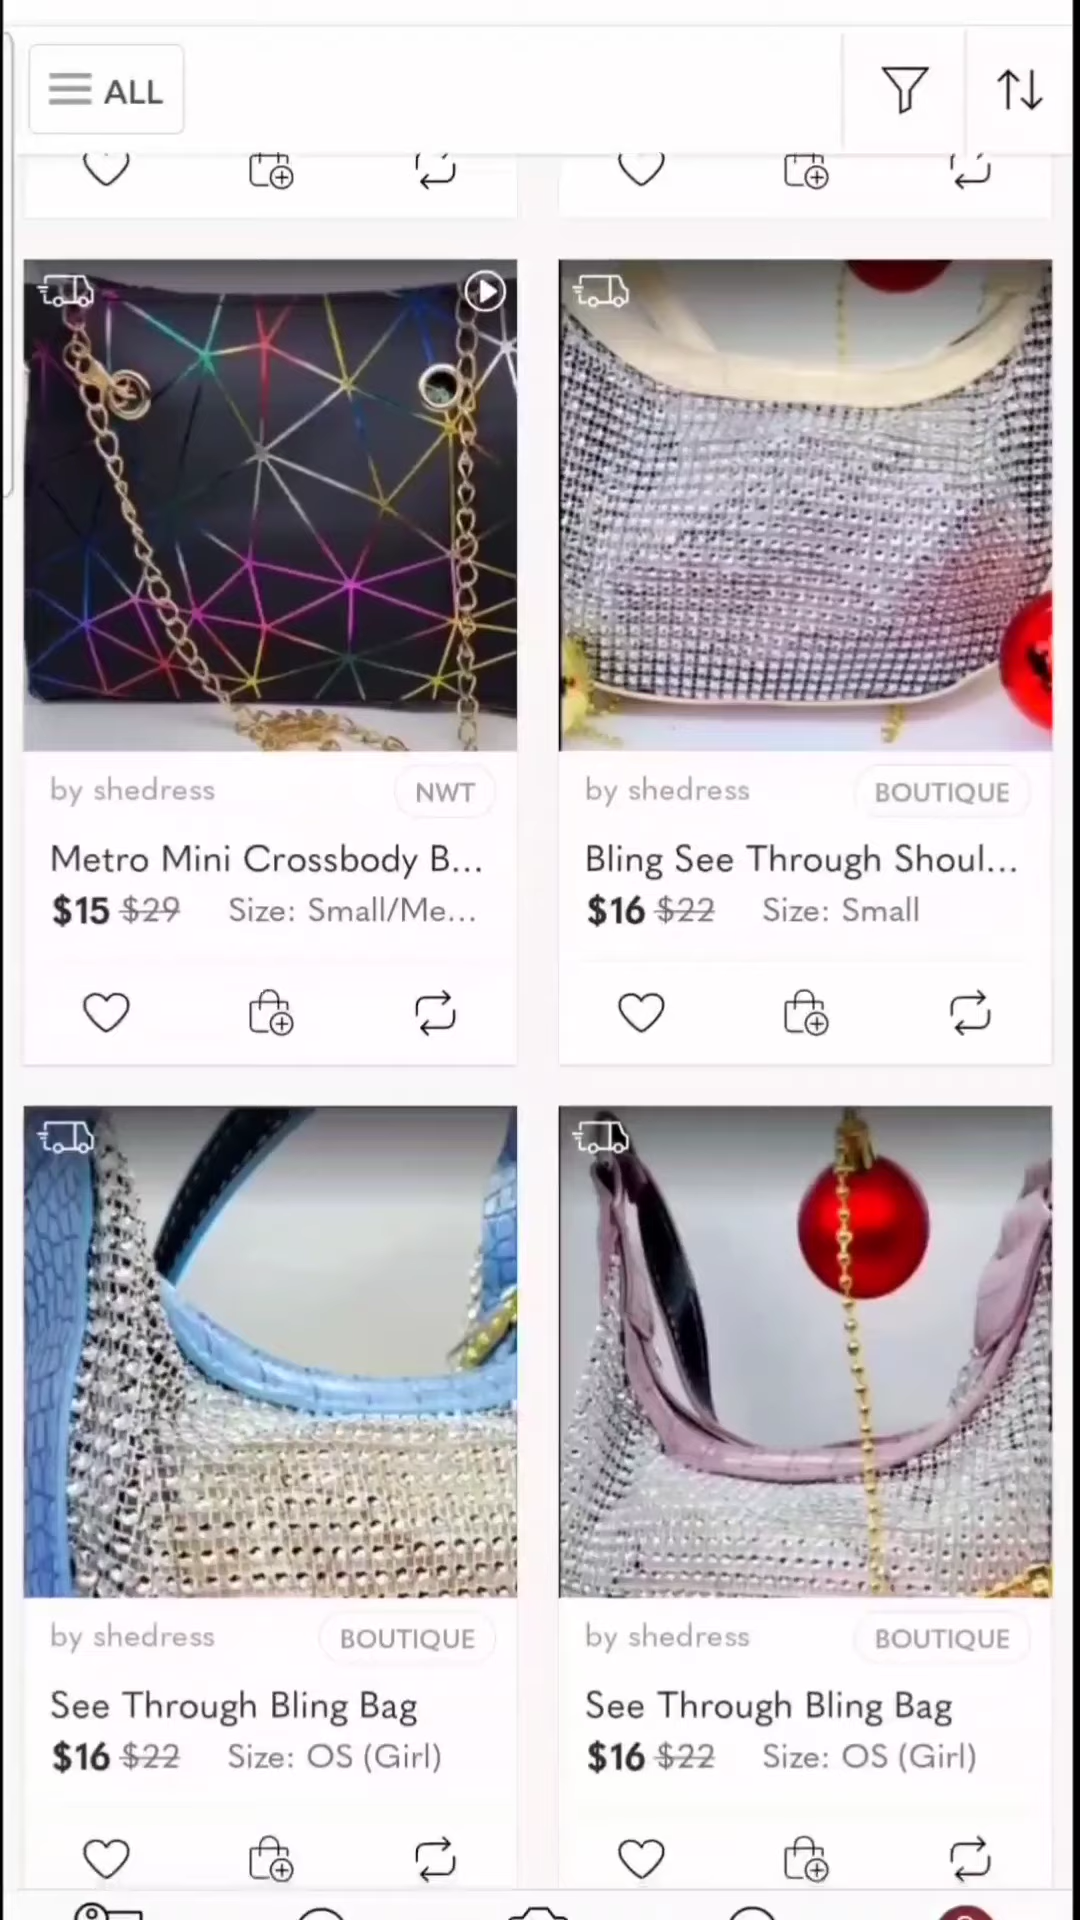 ALL
by shedress NWT
Metro Mini Crossbody B...
$15 $29 Size: Small/Me...
by shedress BOUTIQUE
Bling See Through Shoul...
$16 $22 Size: Small
by shedress BOUTIQUE
See Through Bling Bag
$16 $22 Size: OS (Girl)
by shedress BOUTIQUE
See Through Bling Bag
$16 $22 Size: OS (Girl)